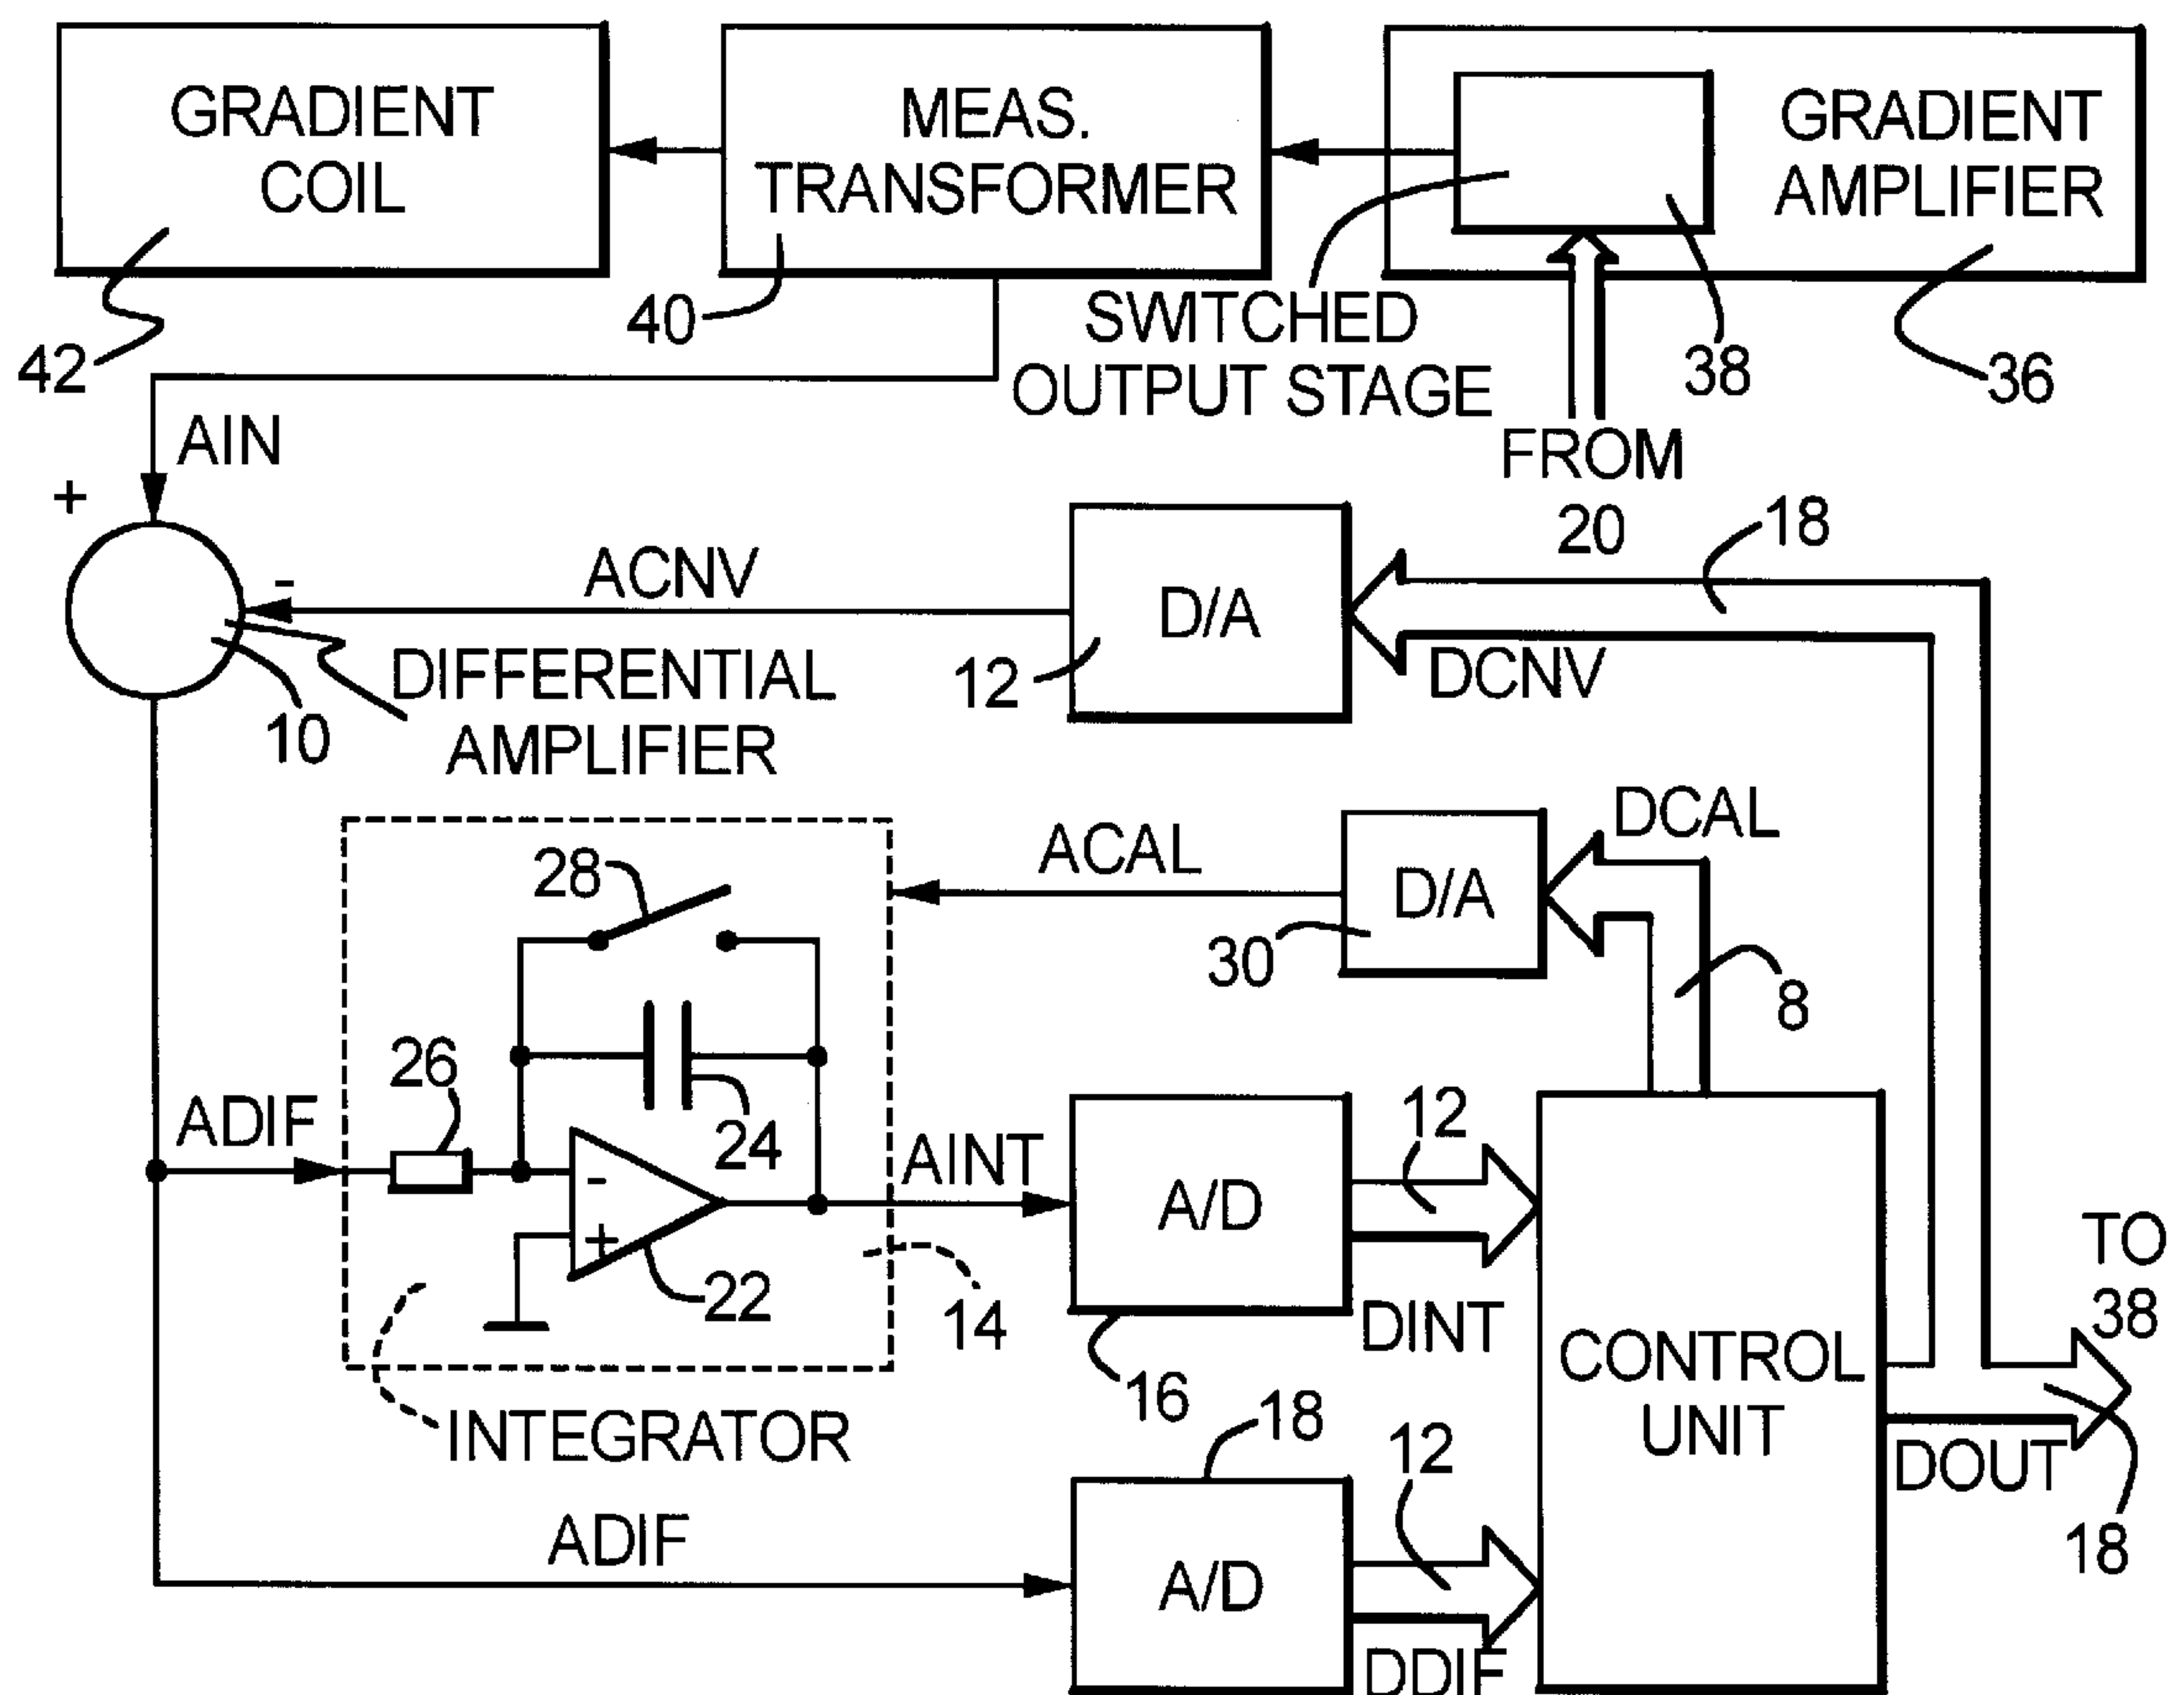 GRADIENT
COIL
MEAS.
TRANSFORMER
GRADIENT
AMPLIFIER
42
40
SWITCHED
OUTPUT STAGE
38
36
FROM
20
AIN
+
-
ACNV
D/A
12
18
DCNV
10
DIFFERENTIAL
AMPLIFIER
DCAL
ACAL
D/A
30
8
28
26
24
ADIF
-
+
22
14
INTEGRATOR
AINT
A/D
16
12
DINT
CONTROL
UNIT
TO
38
DOUT
18
ADIF
A/D
18
12
DDIF